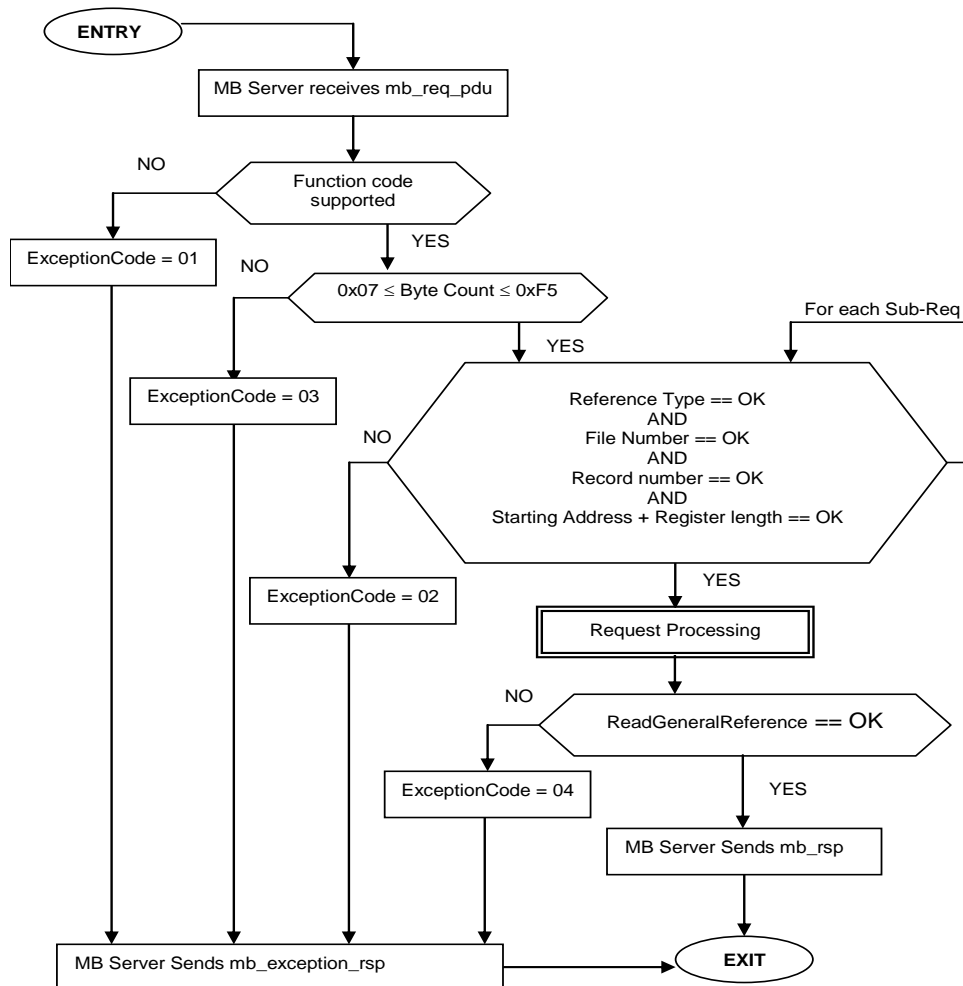 ENTRY
MB Server receives mb_req_pdu
NO
Function code
supported
YES
ExceptionCode = 01
NO
0x07 ≤ Byte Count ≤ 0xF5
For each Sub-Req
YES
ExceptionCode = 03
Reference Type == OK
AND
NO
File Number == OK
AND
Record number == OK
AND
Starting Address + Register length == OK
YES
ExceptionCode = 02
Request Processing
NO
ReadGeneralReference == OK
YES
ExceptionCode = 04
MB Server Sends mb_rsp
MB Server Sends mb_exception_rsp
EXIT